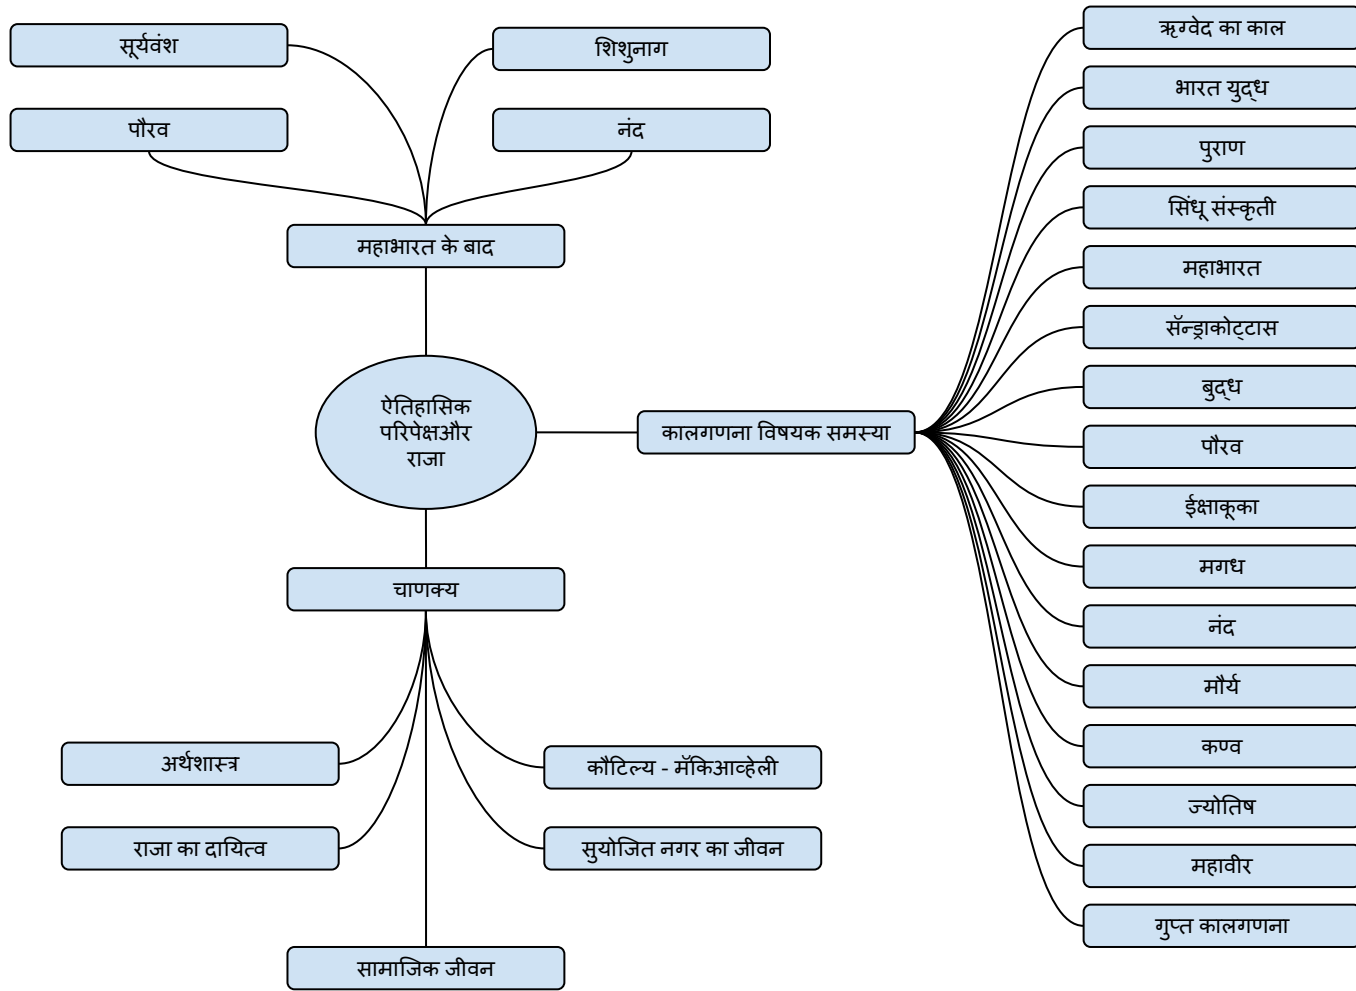 सूर्यवंश
शिशुनाग
पौरव
नंद
महाभारत के बाद
ऐतिहासिक
परिपेक्षऔर
राजा
कालगणना विषयक समस्या
ऋग्वेद का काल
भारत युद्ध
पुराण
सिंधू संस्कृती
महाभारत
सॅन्ड्राकोट्टास
बुद्ध
पौरव
ईक्षाकूका
मगध
नंद
मौर्य
कण्व
ज्योतिष
महावीर
गुप्त कालगणना
चाणक्य
अर्थशास्त्र
कौटिल्य - मॅकिआव्हेली
राजा का दायित्व
सुयोजित नगर का जीवन
सामाजिक जीवन